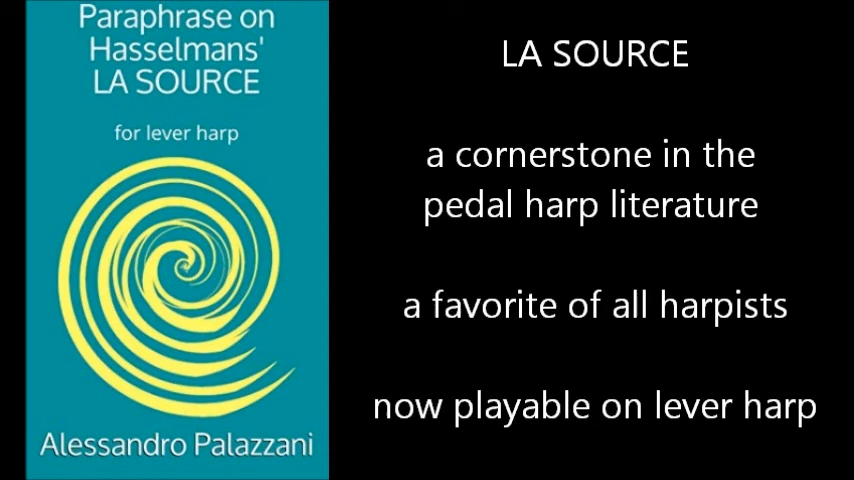 Paraphrase on
Hasselmans'
LA SOURCE
for lever harp
Alessandro Palazzani
LA SOURCE
a cornerstone in the
pedal harp literature
a favorite of all harpists
now playable on lever harp